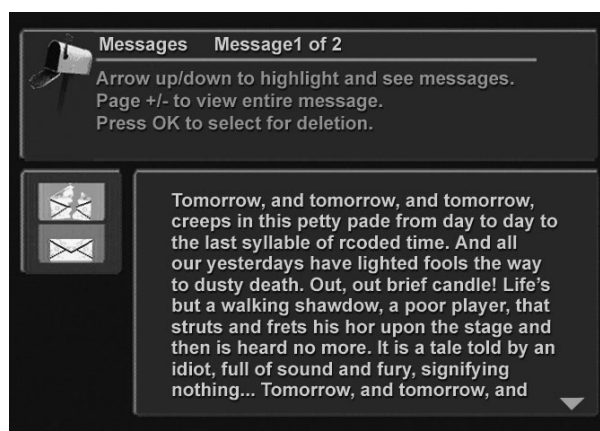 Messages Message1 of 2
Arrow up/down to highlight and see messages.
Page +/- to view entire message.
Press OK to select for deletion.
Tomorrow, and tomorrow, and tomorrow,
creeps in this petty pade from day to day to
the last syllable of rcoded time. And all
our yesterdays have lighted fools the way
to dusty death. Out, out brief candle! Life's
but a walking shawdow, a poor player, that
struts and frets his hor upon the stage and
then is heard no more. It is a tale told by an
idiot, full of sound and fury, signifying
nothing... Tomorrow, and tomorrow, and